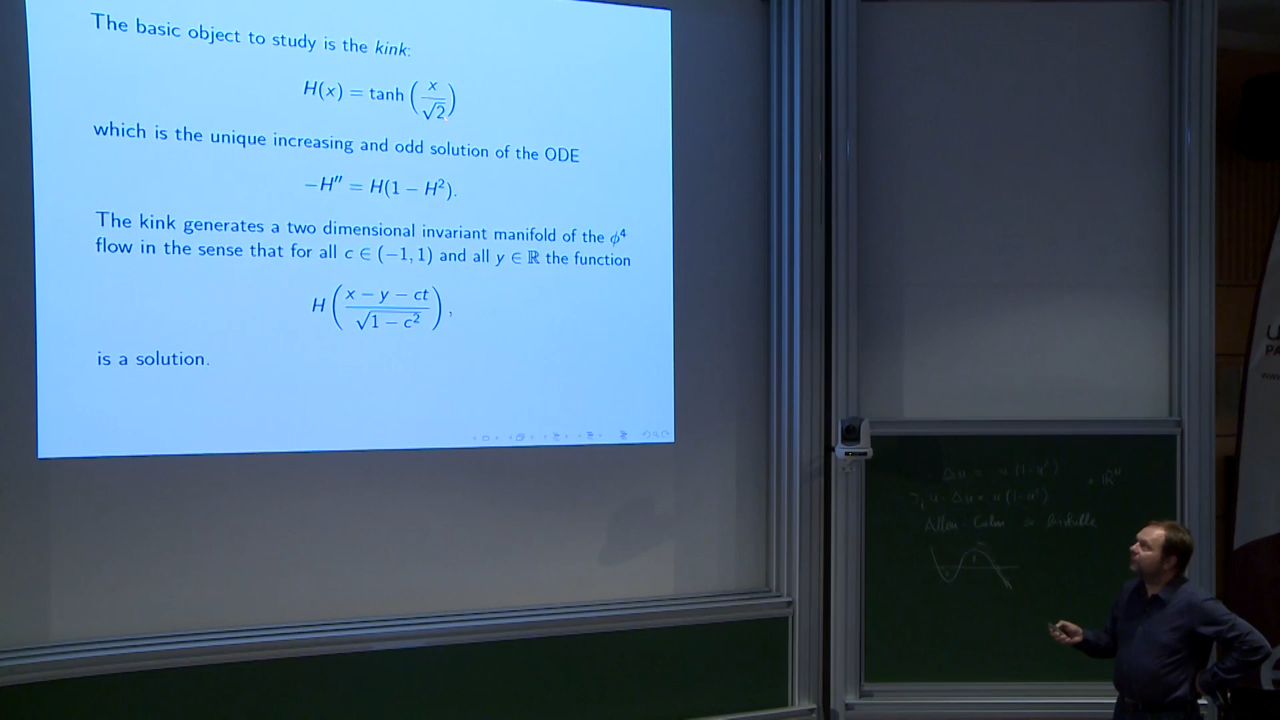 The basic object to study is the kink:
H(x) = tanh (x/√2)
which is the unique increasing and odd solution of the ODE
−H″ = H(1 − H²).
The kink generates a two dimensional invariant manifold of the ϕ⁴
flow in the sense that for all c ∈ (−1, 1) and all y ∈ ℝ the function
H ((x − y − ct)/√(1 − c²)),
is a solution.
Allen-Cahn